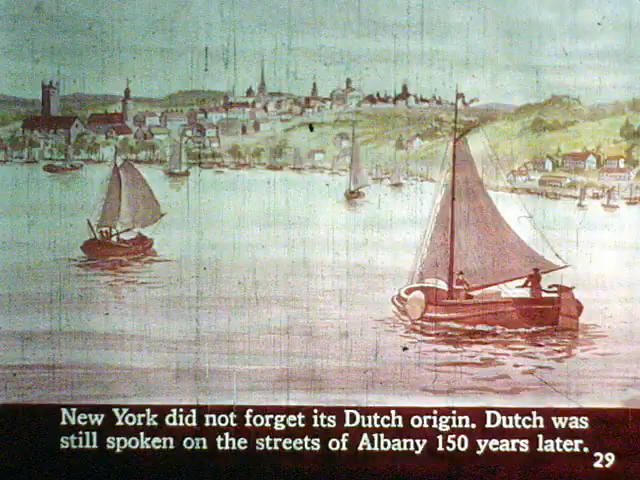 New York did not forget its Dutch origin. Dutch was
still spoken on the streets of Albany 150 years later.
29